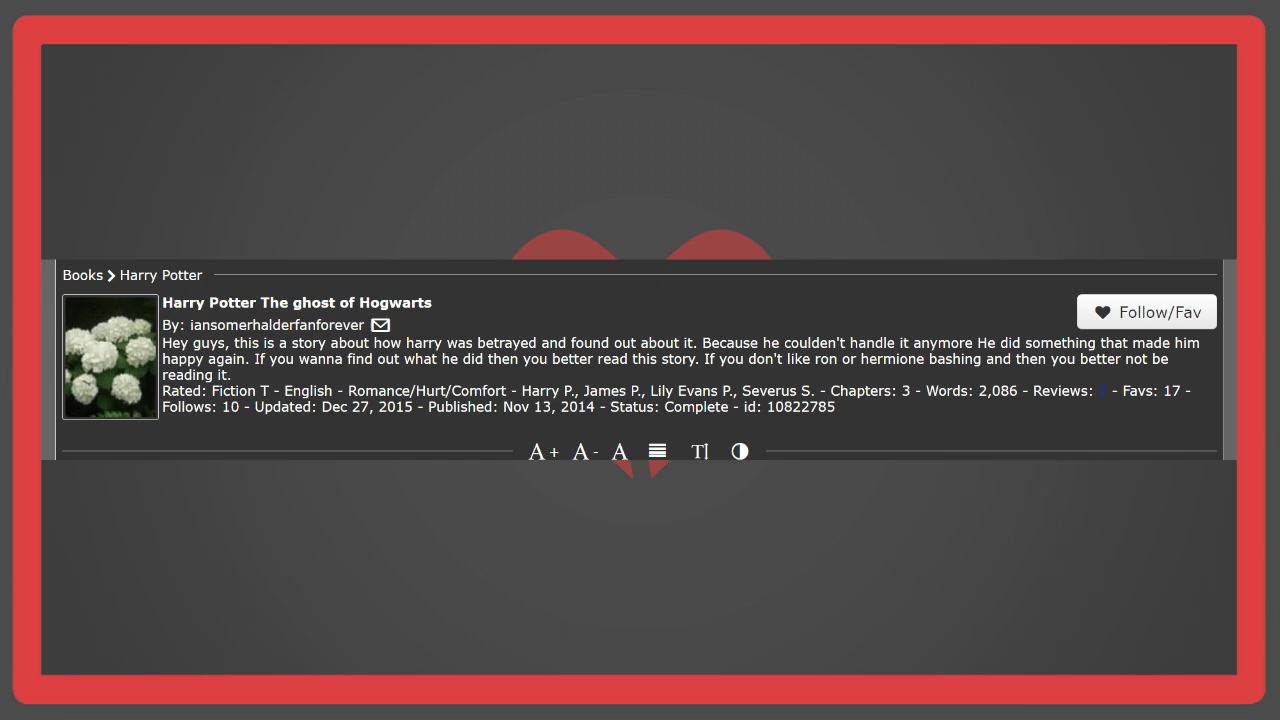 Books Harry Potter
Harry Potter The ghost of Hogwarts
Follow/Fav
By: iansomerhalderfanforever
Hey guys, this is a story about how harry was betrayed and found out about it. Because he coulden't handle it anymore He did something that made him
happy again. If you wanna find out what he did then you better read this story. If you don't like ron or hermione bashing and then you better not be
reading it.
Rated: Fiction T - English - Romance/Hurt/Comfort - Harry P., James P., Lily Evans P., Severus S. - Chapters: 3 - Words: 2,086 - Reviews: - Favs: 17 -
Follows: 10 - Updated: Dec 27, 2015 - Published: Nov 13, 2014 - Status: Complete - id: 10822785
A + A - A T